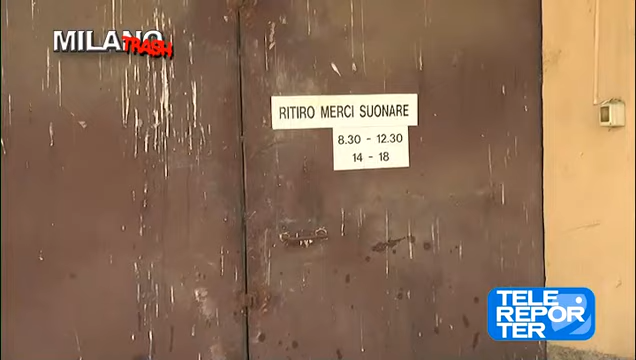 MILANO
TRASH
RITIRO MERCI SUONARE
8.30 - 12.30
14 - 18
TELE
REPOR
TER